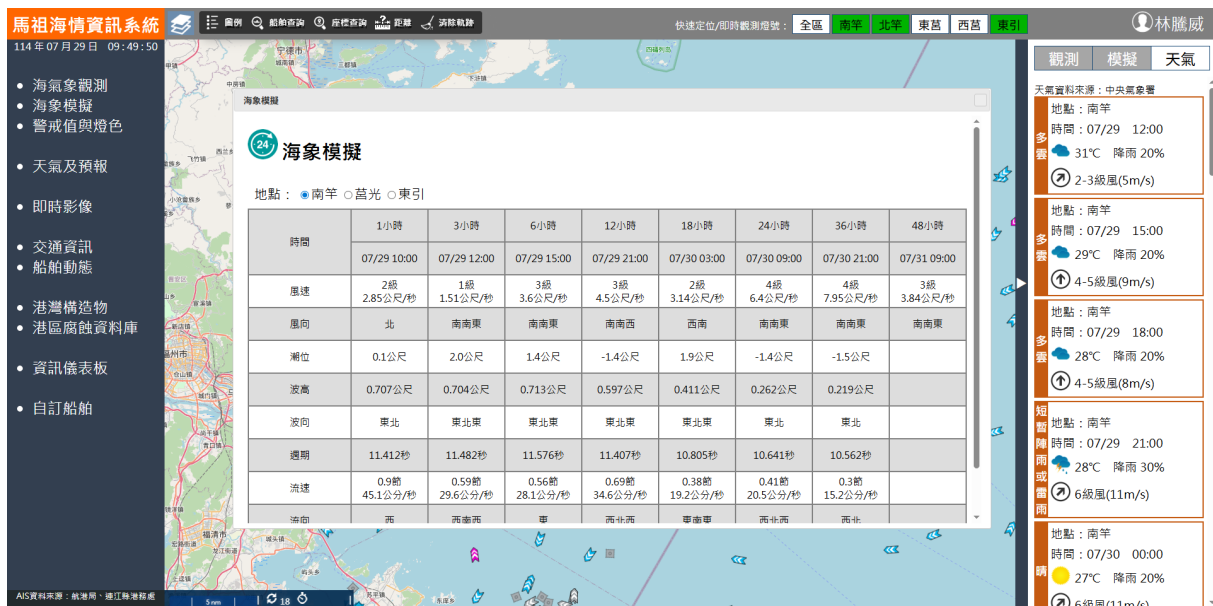 馬祖海情資訊系統
圖例 船舶查詢 座標查詢 距離 清除軌跡
快速定位/即時觀測燈號： 全區 南竿 北竿 東莒 西莒 東引
林騰威
114 年 07 月 29 日 09:49:50
海氣象觀測
海象模擬
警戒值與燈色
天氣及預報
即時影像
交通資訊
船舶動態
港灣構造物
港區腐蝕資料庫
資訊儀表板
自訂船舶
AIS資料來源：航港局、連江縣港務處
宁德市
海象模擬
24
海象模擬
地點： 南竿 莒光 東引
時間 1小時 3小時 6小時 12小時 18小時 24小時 36小時 48小時
07/29 10:00 07/29 12:00 07/29 15:00 07/29 21:00 07/30 03:00 07/30 09:00 07/30 21:00 07/31 09:00
風速 2級 1級 3級 3級 2級 4級 4級 3級
2.85公尺/秒 1.51公尺/秒 3.6公尺/秒 4.5公尺/秒 3.14公尺/秒 6.4公尺/秒 7.95公尺/秒 3.84公尺/秒
風向 北 南南東 南南東 南南西 西南 南南東 南南東 南南東
潮位 0.1公尺 2.0公尺 1.4公尺 -1.4公尺 1.9公尺 -1.4公尺 -1.5公尺
波高 0.707公尺 0.704公尺 0.713公尺 0.597公尺 0.411公尺 0.262公尺 0.219公尺
波向 東北 東北東 東北東 東北東 東北東 東北 東北
週期 11.412秒 11.482秒 11.576秒 11.407秒 10.805秒 10.641秒 10.562秒
流速 0.9節 0.59節 0.56節 0.69節 0.38節 0.41節 0.3節
45.1公分/秒 29.6公分/秒 28.1公分/秒 34.6公分/秒 19.2公分/秒 20.5公分/秒 15.2公分/秒
流向 西 西南西 東 西北西 東南東 西北西 西北
福清市
5 nm
18
觀測 模擬 天氣
天氣資料來源：中央氣象署
多雲
地點：南竿
時間：07/29 12:00
31℃ 降雨 20%
2-3級風(5m/s)
多雲
地點：南竿
時間：07/29 15:00
29℃ 降雨 20%
4-5級風(9m/s)
多雲
地點：南竿
時間：07/29 18:00
28℃ 降雨 20%
4-5級風(8m/s)
短暫陣雨或雷雨
地點：南竿
時間：07/29 21:00
28℃ 降雨 30%
6級風(11m/s)
晴
地點：南竿
時間：07/30 00:00
27℃ 降雨 20%
6級風(11m/s)